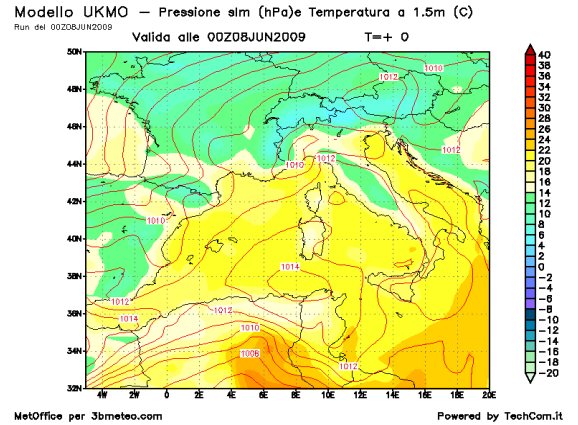 Modello UKMO – Pressione slm (hPa)e Temperatura a 1.5m (C)
Run del 00Z08JUN2009
Valida alle 00Z08JUN2009 T=+ 0
50N
48N
46N
44N
42N
40N
38N
36N
34N
32N
4W 2W 0 2E 4E 6E 8E 10E 12E 14E 16E 18E 20E
1010
1012
1012
1010
1012
1010
1014
1012
1014
1012
1010
1006
1012
40
38
36
34
32
30
28
26
24
22
20
18
16
14
12
10
8
6
4
2
0
-2
-4
-6
-8
-10
-12
-14
-16
-18
-20
MetOffice per 3bmeteo.com
Powered by TechCom.it